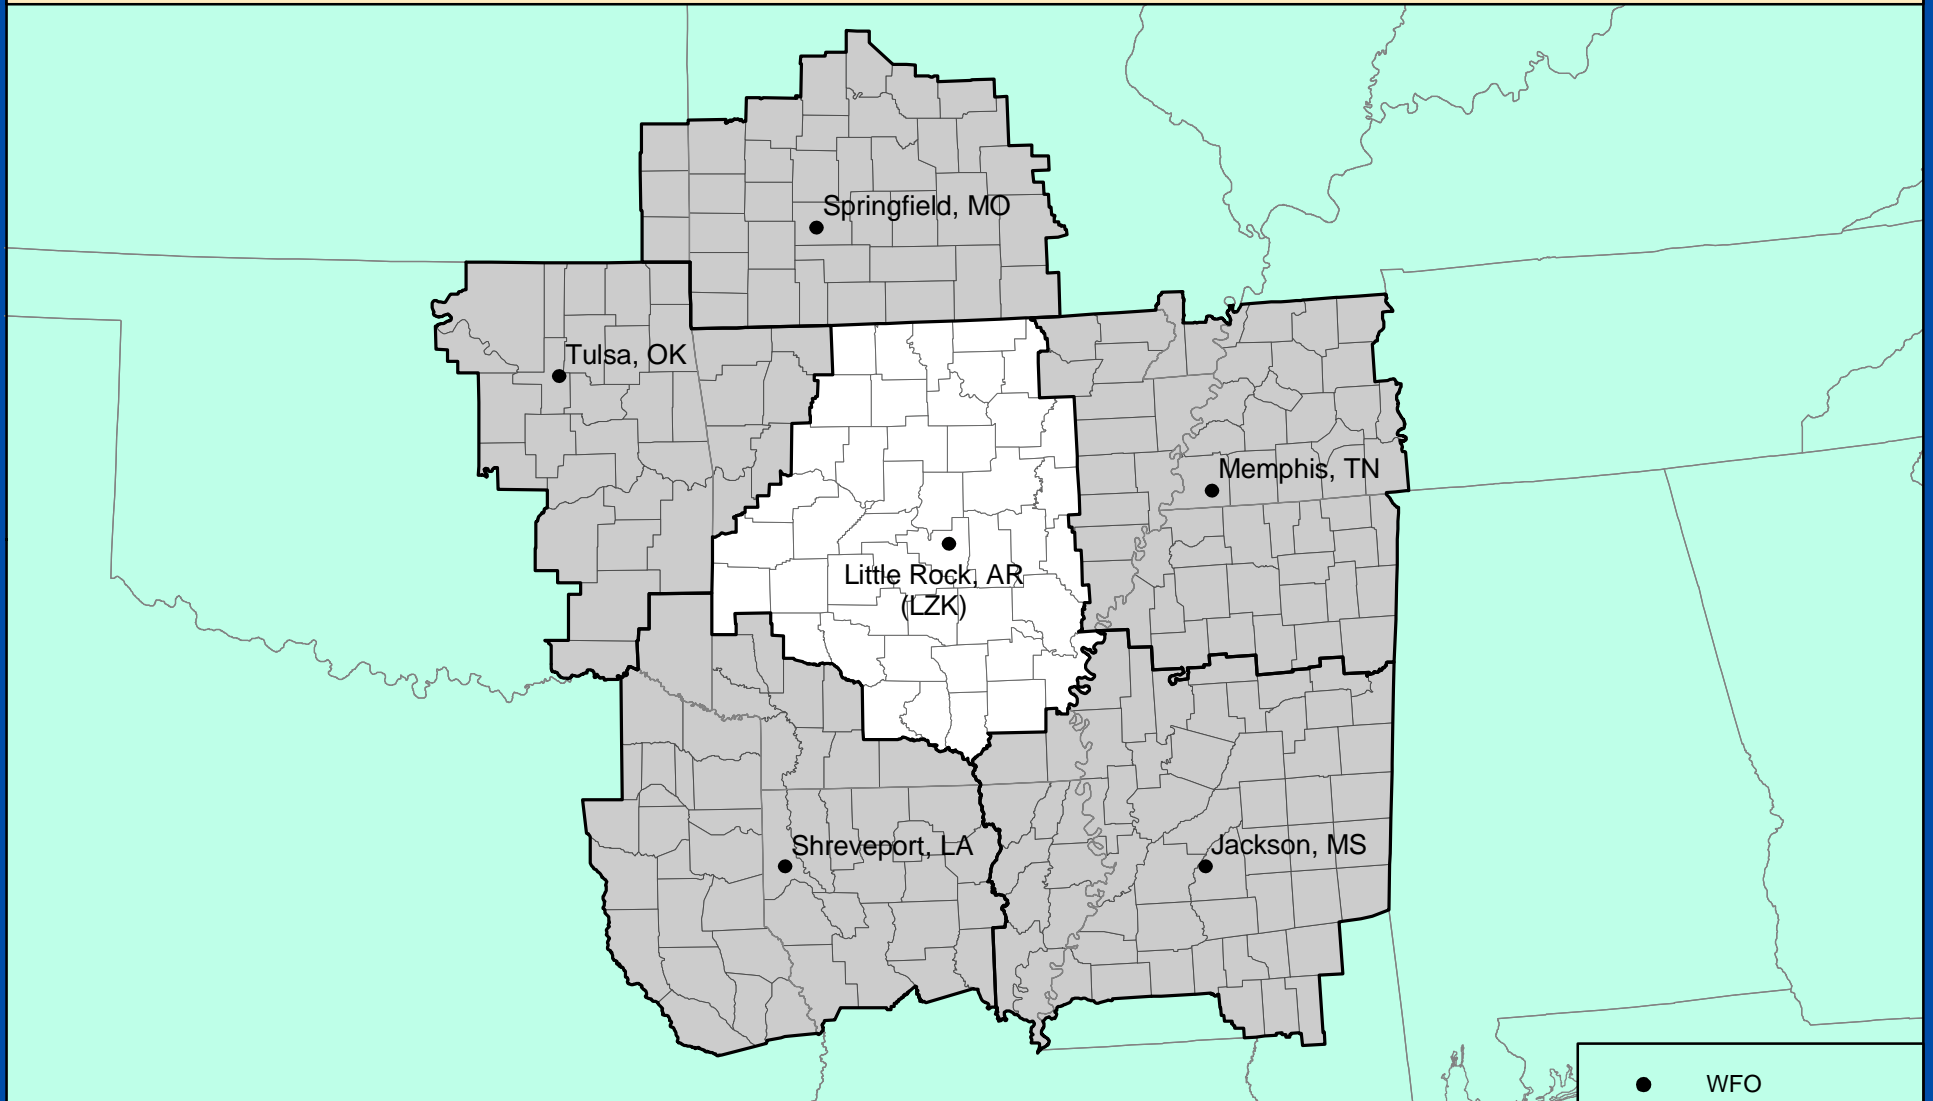 Springfield, MO
Tulsa, OK
Memphis, TN
Little Rock, AR
(LZK)
Shreveport, LA
Jackson, MS
WFO